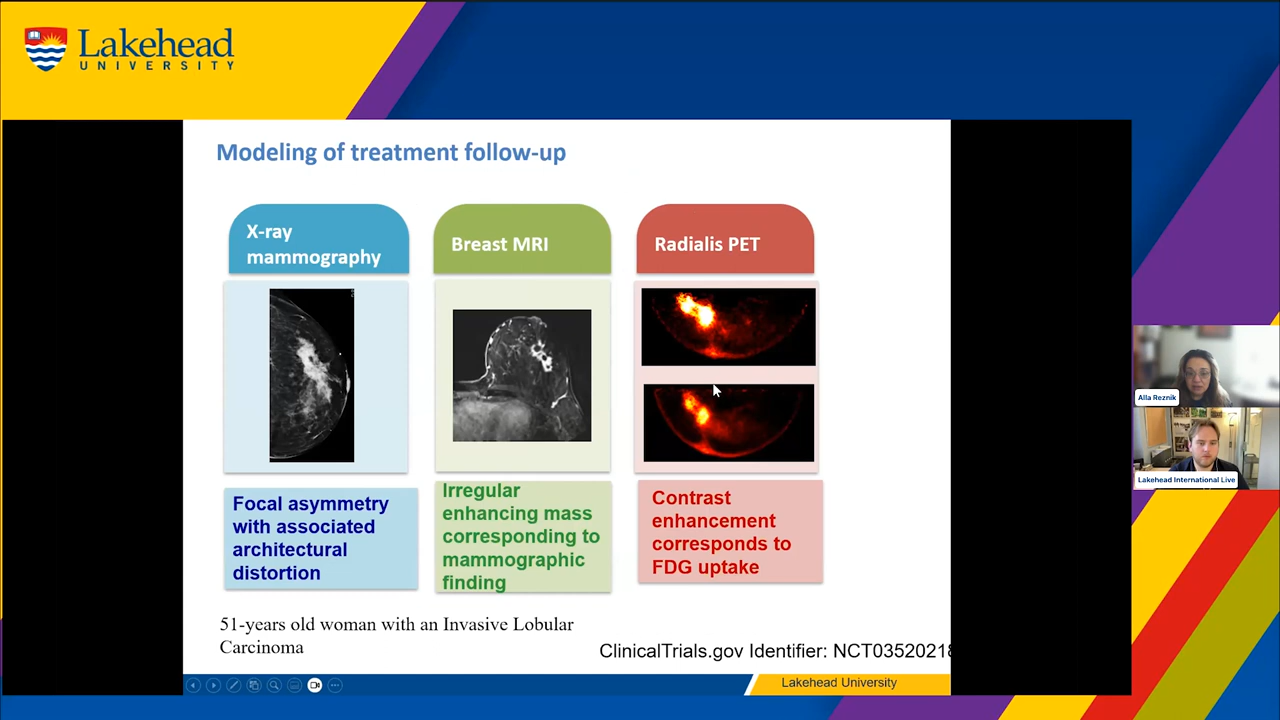 Lakehead
UNIVERSITY
Modeling of treatment follow-up
X-ray
mammography
Breast MRI
Radialis PET
Focal asymmetry
with associated
architectural
distortion
Irregular
enhancing mass
corresponding to
mammographic
finding
Contrast
enhancement
corresponds to
FDG uptake
51-years old woman with an Invasive Lobular
Carcinoma
ClinicalTrials.gov Identifier: NCT03520218
Lakehead University
Alla Reznik
Lakehead International Live